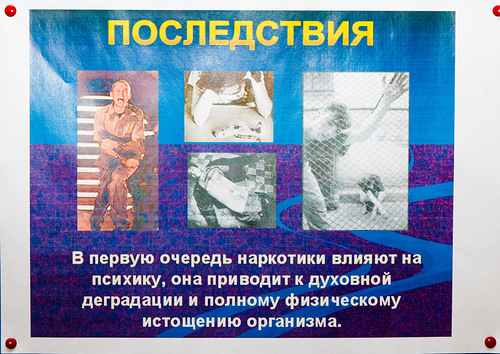 ПОСЛЕДСТВИЯ
В первую очередь наркотики влияют на
психику, она приводит к духовной
деградации и полному физическому
истощению организма.